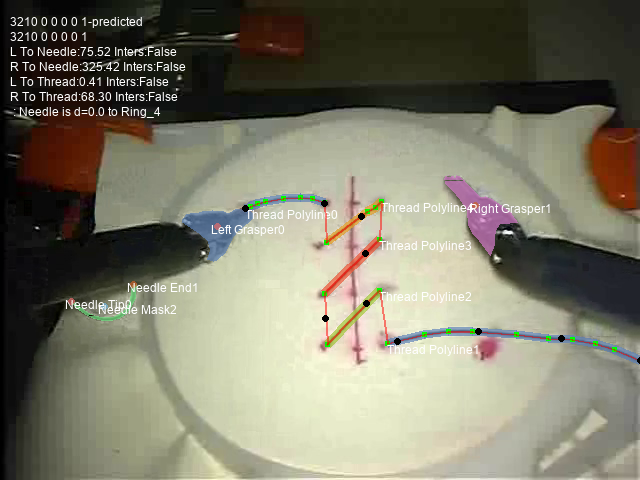 3210 0 0 0 0 1-predicted
3210 0 0 0 0 1
L To Needle:75.52 Inters:False
R To Needle:325.42 Inters:False
L To Thread:0.41 Inters:False
R To Thread:68.30 Inters:False
: Needle is d=0.0 to Ring_4
Thread Polyline4
Right Grasper1
Thread Polyline0
Left Grasper0
Thread Polyline3
Needle End1
Thread Polyline2
Needle Tip0
Needle Mask2
Thread Polyline1